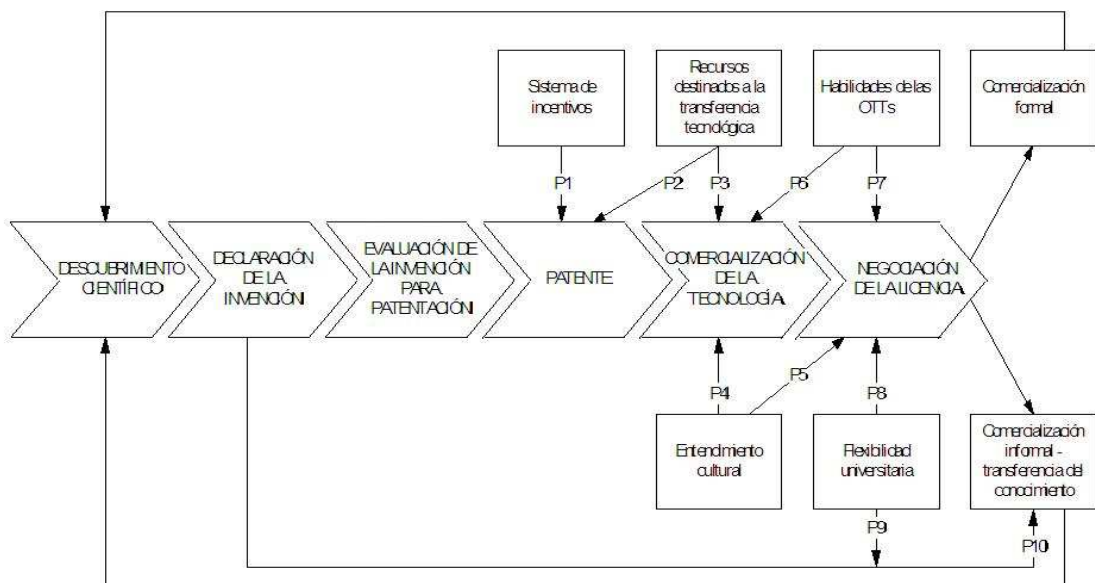 Sistema de
incentivos
Recursos
destinados a la
transferencia
tecnológica
Habilidades de las
OTTs
Comercialización
formal
P1
P2
P3
P6
P7
DESCUBRIMIENTO
CIENTÍFICO
DECLARACIÓN
DE LA
INVENCIÓN
EVALUACIÓN DE
LA INVENCIÓN
PARA
PATENTACIÓN
PATENTE
COMERCIALIZACIÓN
DE LA
TECNOLOGÍA
NEGOCIACIÓN
DE LA LICENCIA
P4
P5
P8
Entendimiento
cultural
Flexibilidad
universitaria
Comercialización
informal -
transferencia del
conocimiento
P9
P10